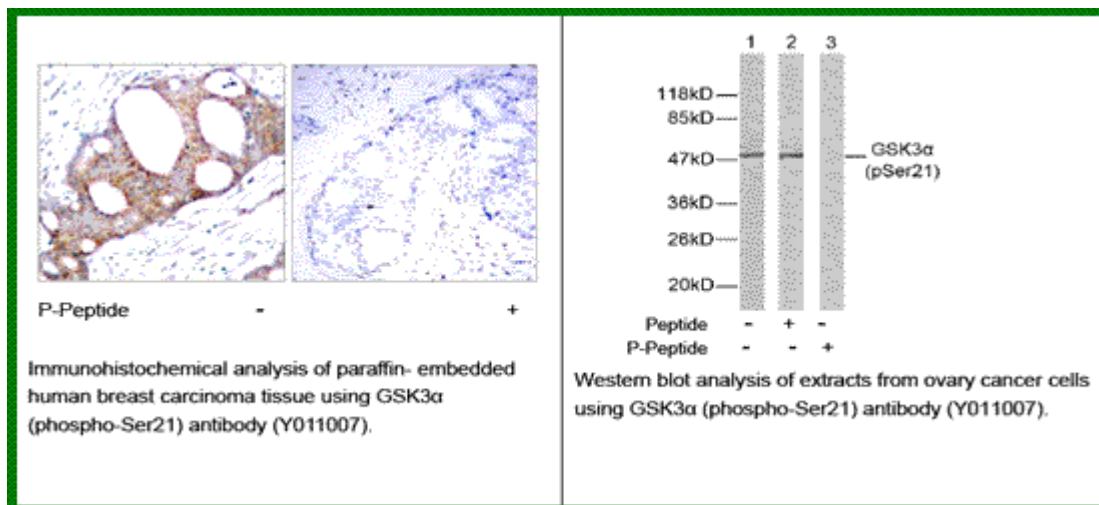 P-Peptide - +
Immunohistochemical analysis of paraffin- embedded
human breast carcinoma tissue using GSK3α
(phospho-Ser21) antibody (Y011007).
1 2 3
118kD
85kD
47kD
GSK3α
(pSer21)
36kD
26kD
20kD
Peptide - + -
P-Peptide - - +
Western blot analysis of extracts from ovary cancer cells
using GSK3α (phospho-Ser21) antibody (Y011007).